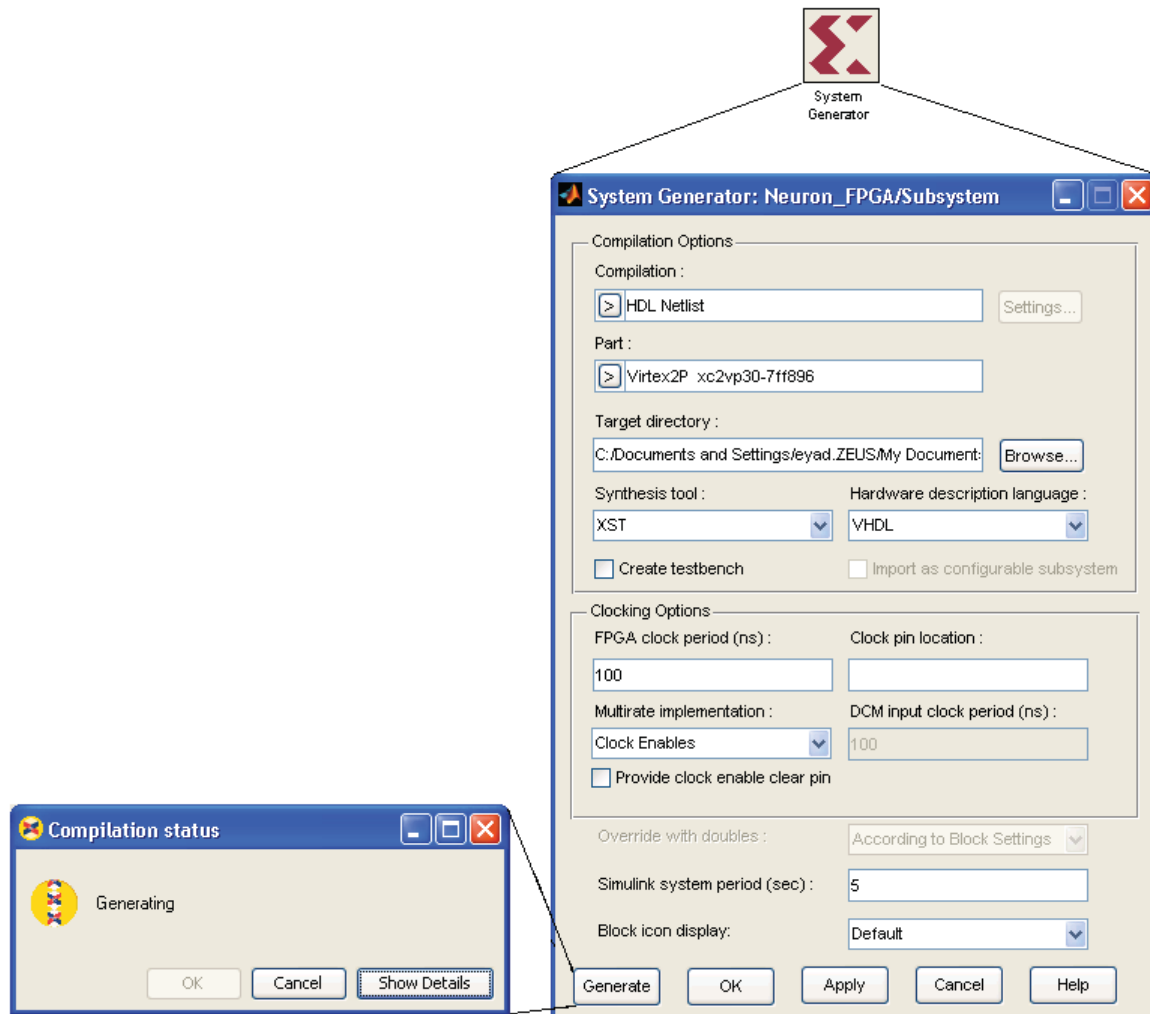 System
Generator
System Generator: Neuron_FPGA/Subsystem
Compilation Options
Compilation :
> HDL Netlist
Settings...
Part :
> Virtex2P xc2vp30-7ff896
Target directory :
C:/Documents and Settings/eyad.ZEUS/My Document
Browse...
Synthesis tool :
Hardware description language :
XST
VHDL
Create testbench
Import as configurable subsystem
Clocking Options
FPGA clock period (ns) :
Clock pin location :
100
Multirate implementation :
DCM input clock period (ns) :
Clock Enables
100
Provide clock enable clear pin
Override with doubles :
According to Block Settings
Simulink system period (sec) :
5
Block icon display:
Default
Generate
OK
Apply
Cancel
Help
Compilation status
Generating
OK
Cancel
Show Details